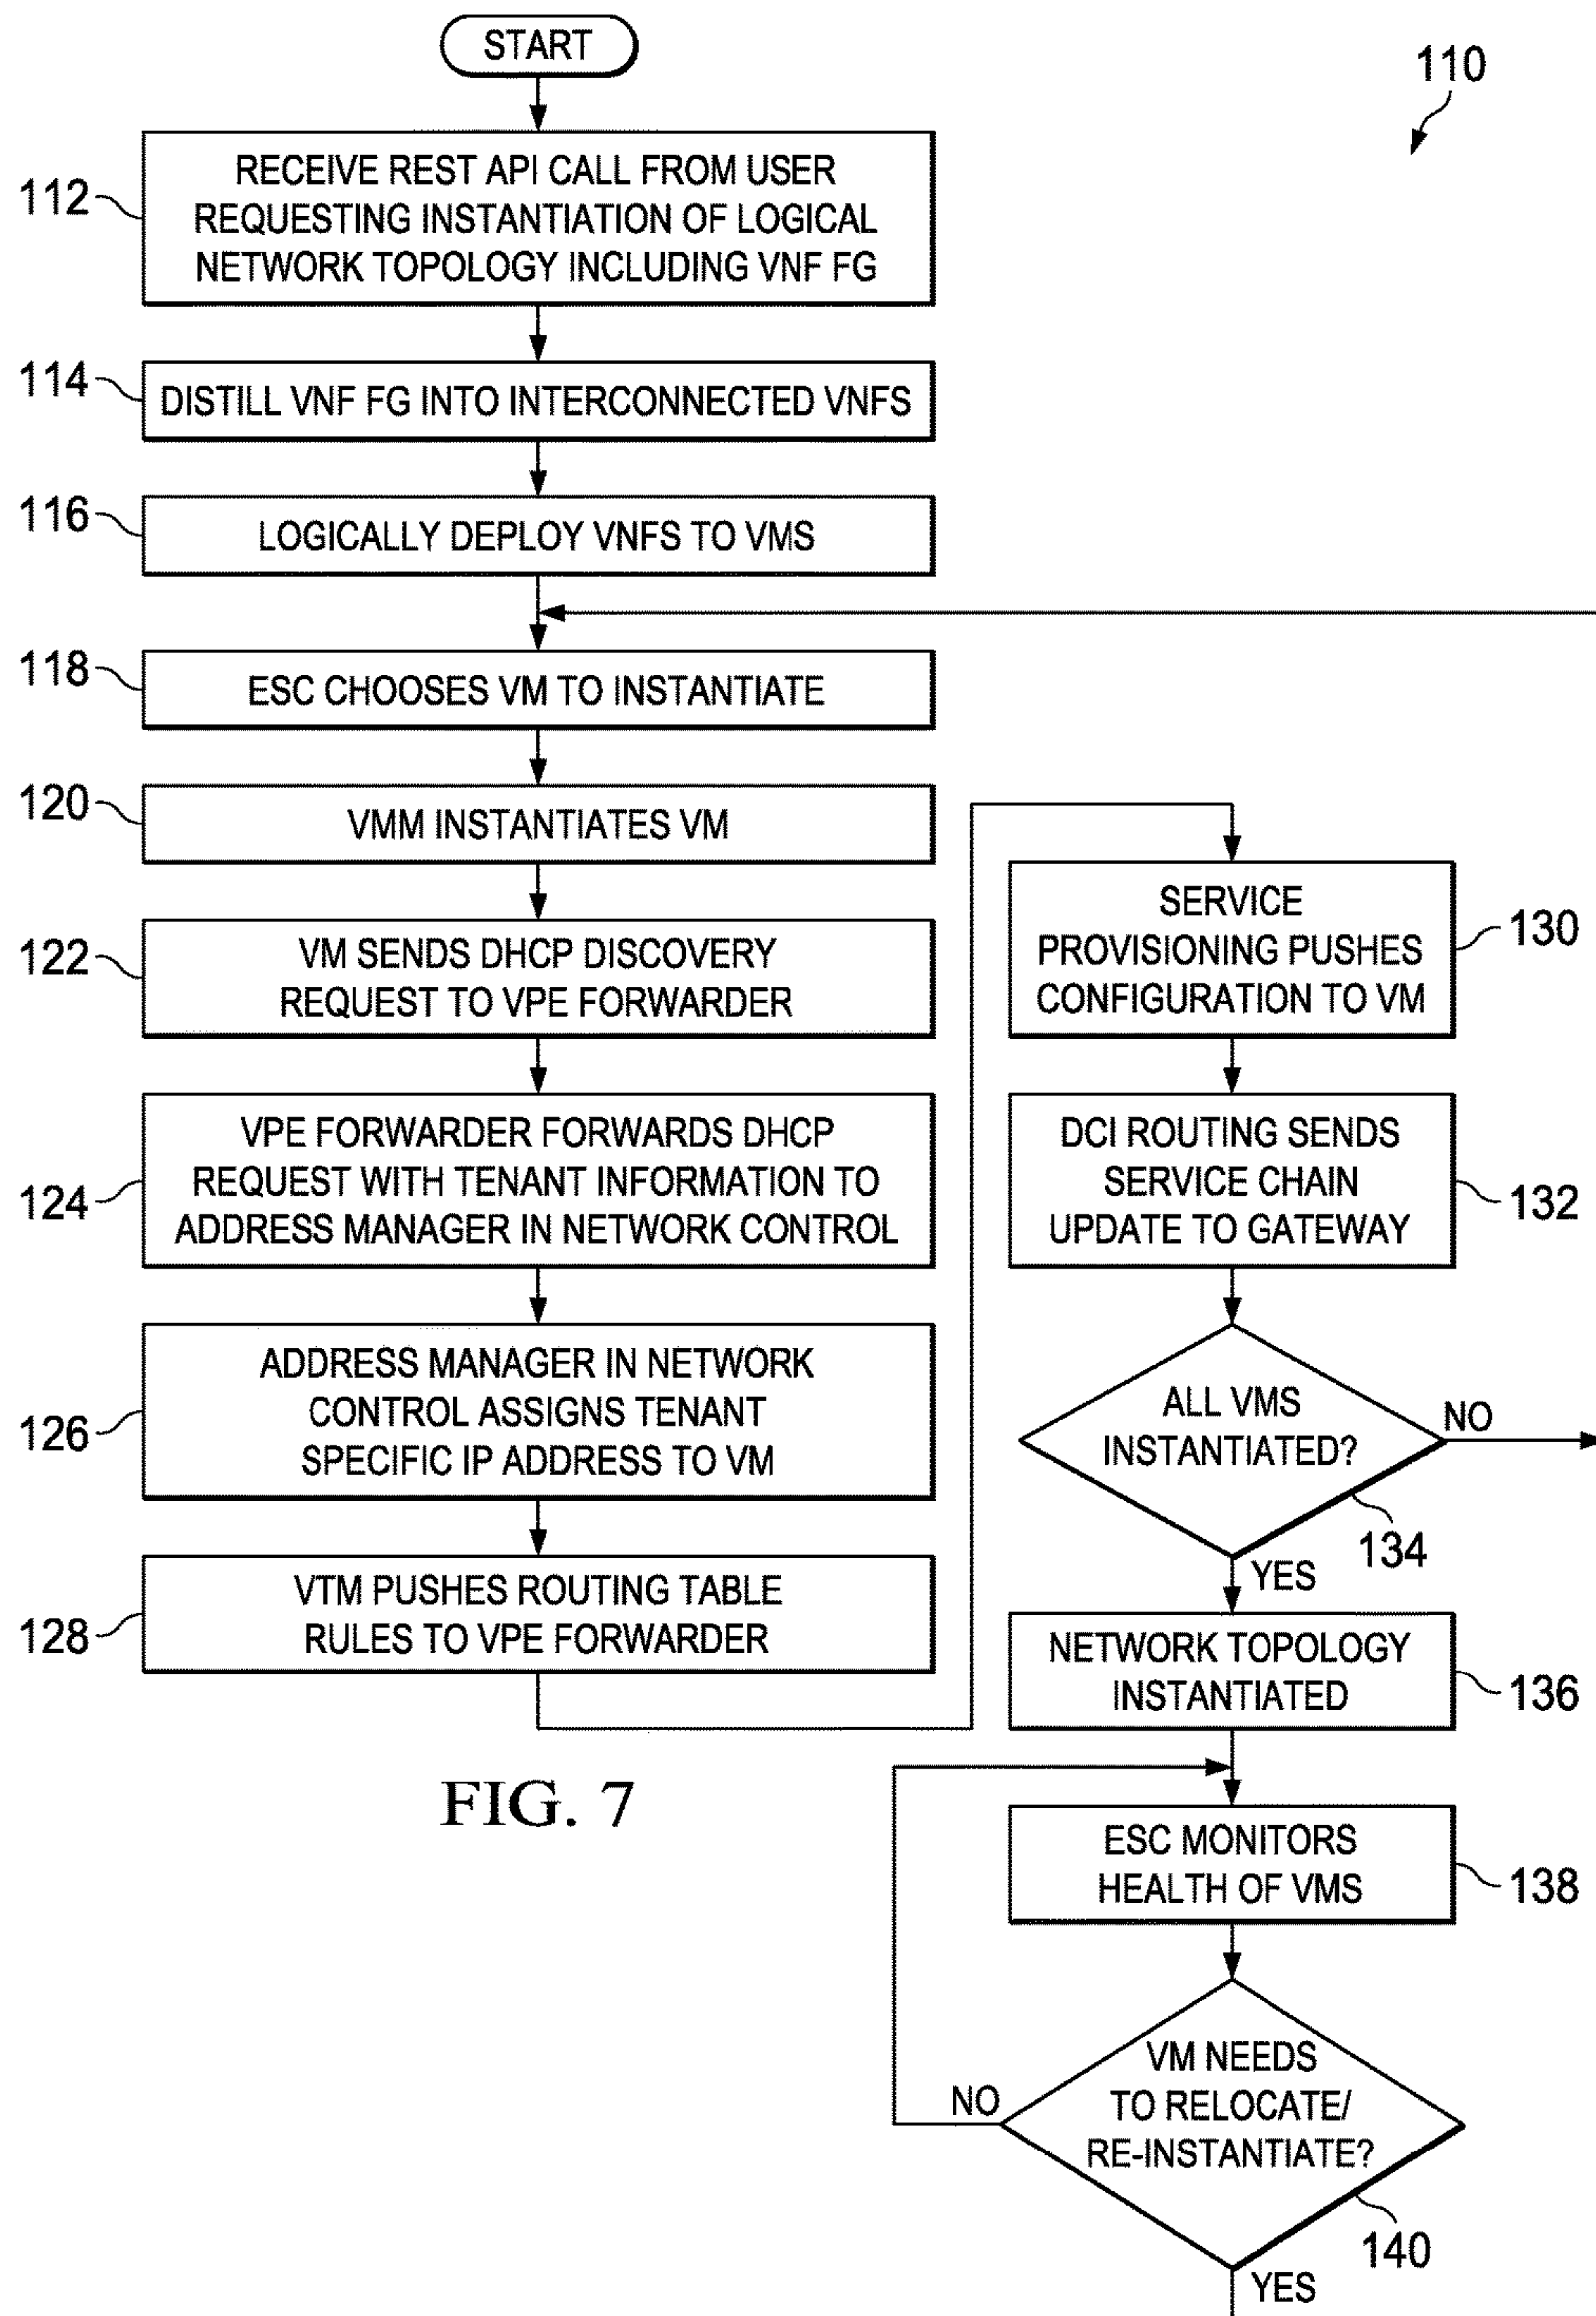 START
110
112
RECEIVE REST API CALL FROM USER
REQUESTING INSTANTIATION OF LOGICAL
NETWORK TOPOLOGY INCLUDING VNF FG
114
DISTILL VNF FG INTO INTERCONNECTED VNFS
116
LOGICALLY DEPLOY VNFS TO VMS
118
ESC CHOOSES VM TO INSTANTIATE
120
VMM INSTANTIATES VM
122
VM SENDS DHCP DISCOVERY
REQUEST TO VPE FORWARDER
124
VPE FORWARDER FORWARDS DHCP
REQUEST WITH TENANT INFORMATION TO
ADDRESS MANAGER IN NETWORK CONTROL
126
ADDRESS MANAGER IN NETWORK
CONTROL ASSIGNS TENANT
SPECIFIC IP ADDRESS TO VM
128
VTM PUSHES ROUTING TABLE
RULES TO VPE FORWARDER
SERVICE
PROVISIONING PUSHES
CONFIGURATION TO VM
130
DCI ROUTING SENDS
SERVICE CHAIN
UPDATE TO GATEWAY
132
ALL VMS
INSTANTIATED?
NO
134
YES
NETWORK TOPOLOGY
INSTANTIATED
136
ESC MONITORS
HEALTH OF VMS
138
VM NEEDS
TO RELOCATE/
RE-INSTANTIATE?
NO
140
YES
FIG. 7